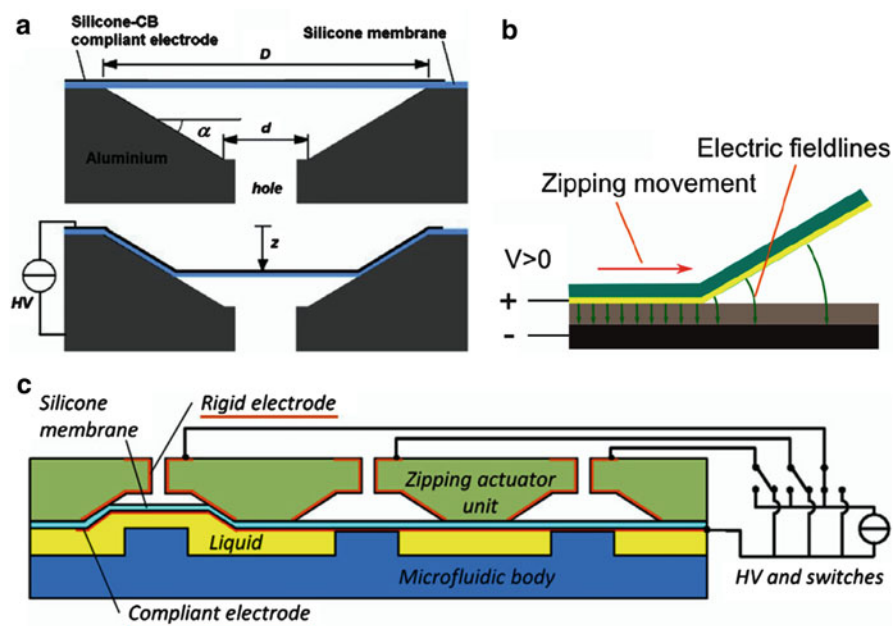 a
Silicone-CB
compliant electrode
Silicone membrane
D
α
d
Aluminium
hole
z
HV
b
Electric fieldlines
Zipping movement
V>0
+
-
c
Silicone
membrane
Rigid electrode
Zipping actuator
unit
Liquid
Microfluidic body
HV and switches
Compliant electrode